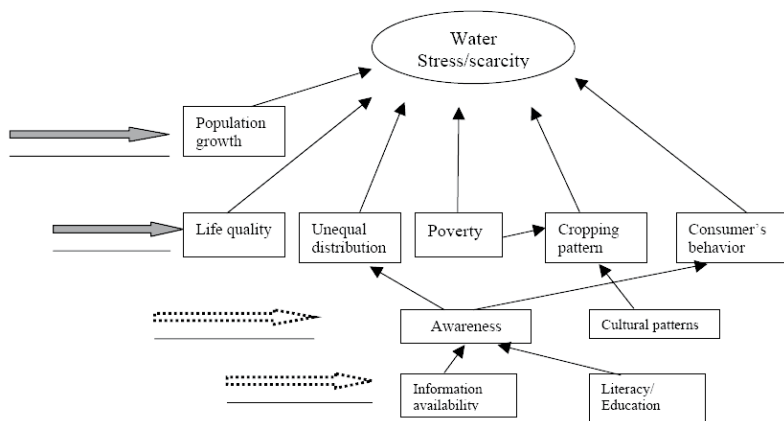 Water
Stress/scarcity
Population
growth
Life quality
Unequal
distribution
Poverty
Cropping
pattern
Consumer's
behavior
Awareness
Cultural patterns
Information
availability
Literacy/
Education